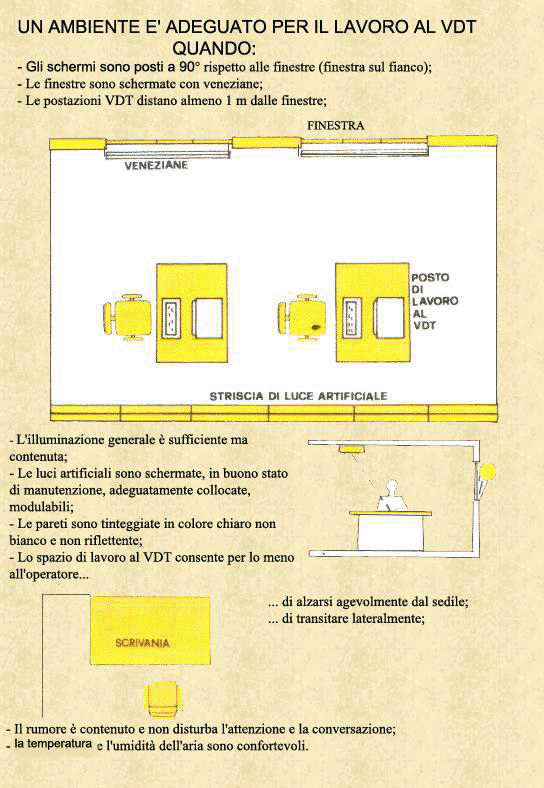 UN AMBIENTE E' ADEGUATO PER IL LAVORO AL VDT
QUANDO:
- Gli schermi sono posti a 90° rispetto alle finestre (finestra sul fianco);
- Le finestre sono schermate con veneziane;
- Le postazioni VDT distano almeno 1 m dalle finestre;
FINESTRA
VENEZIANE
POSTO
DI
LAVORO
AL
VDT
STRISCIA DI LUCE ARTIFICIALE
- L'illuminazione generale è sufficiente ma
contenuta;
- Le luci artificiali sono schermate, in buono stato
di manutenzione, adeguatamente collocate,
modulabili;
- Le pareti sono tinteggiate in colore chiaro non
bianco e non riflettente;
- Lo spazio di lavoro al VDT consente per lo meno
all'operatore...
... di alzarsi agevolmente dal sedile;
... di transitare lateralmente;
SCRIVANIA
- Il rumore è contenuto e non disturba l'attenzione e la conversazione;
- la temperatura e l'umidità dell'aria sono confortevoli.